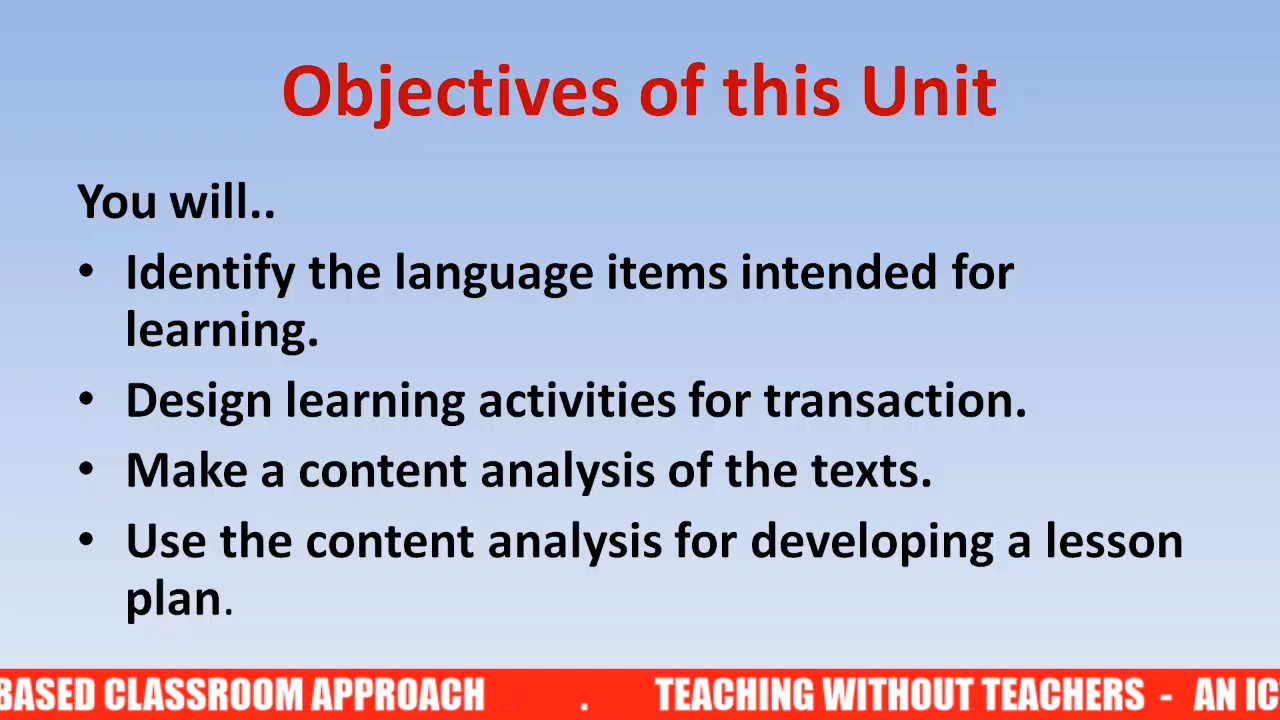 Objectives of this Unit
You will..
• Identify the language items intended for
learning.
• Design learning activities for transaction.
• Make a content analysis of the texts.
• Use the content analysis for developing a lesson
plan.
BASED CLASSROOM APPROACH . TEACHING WITHOUT TEACHERS - AN IC